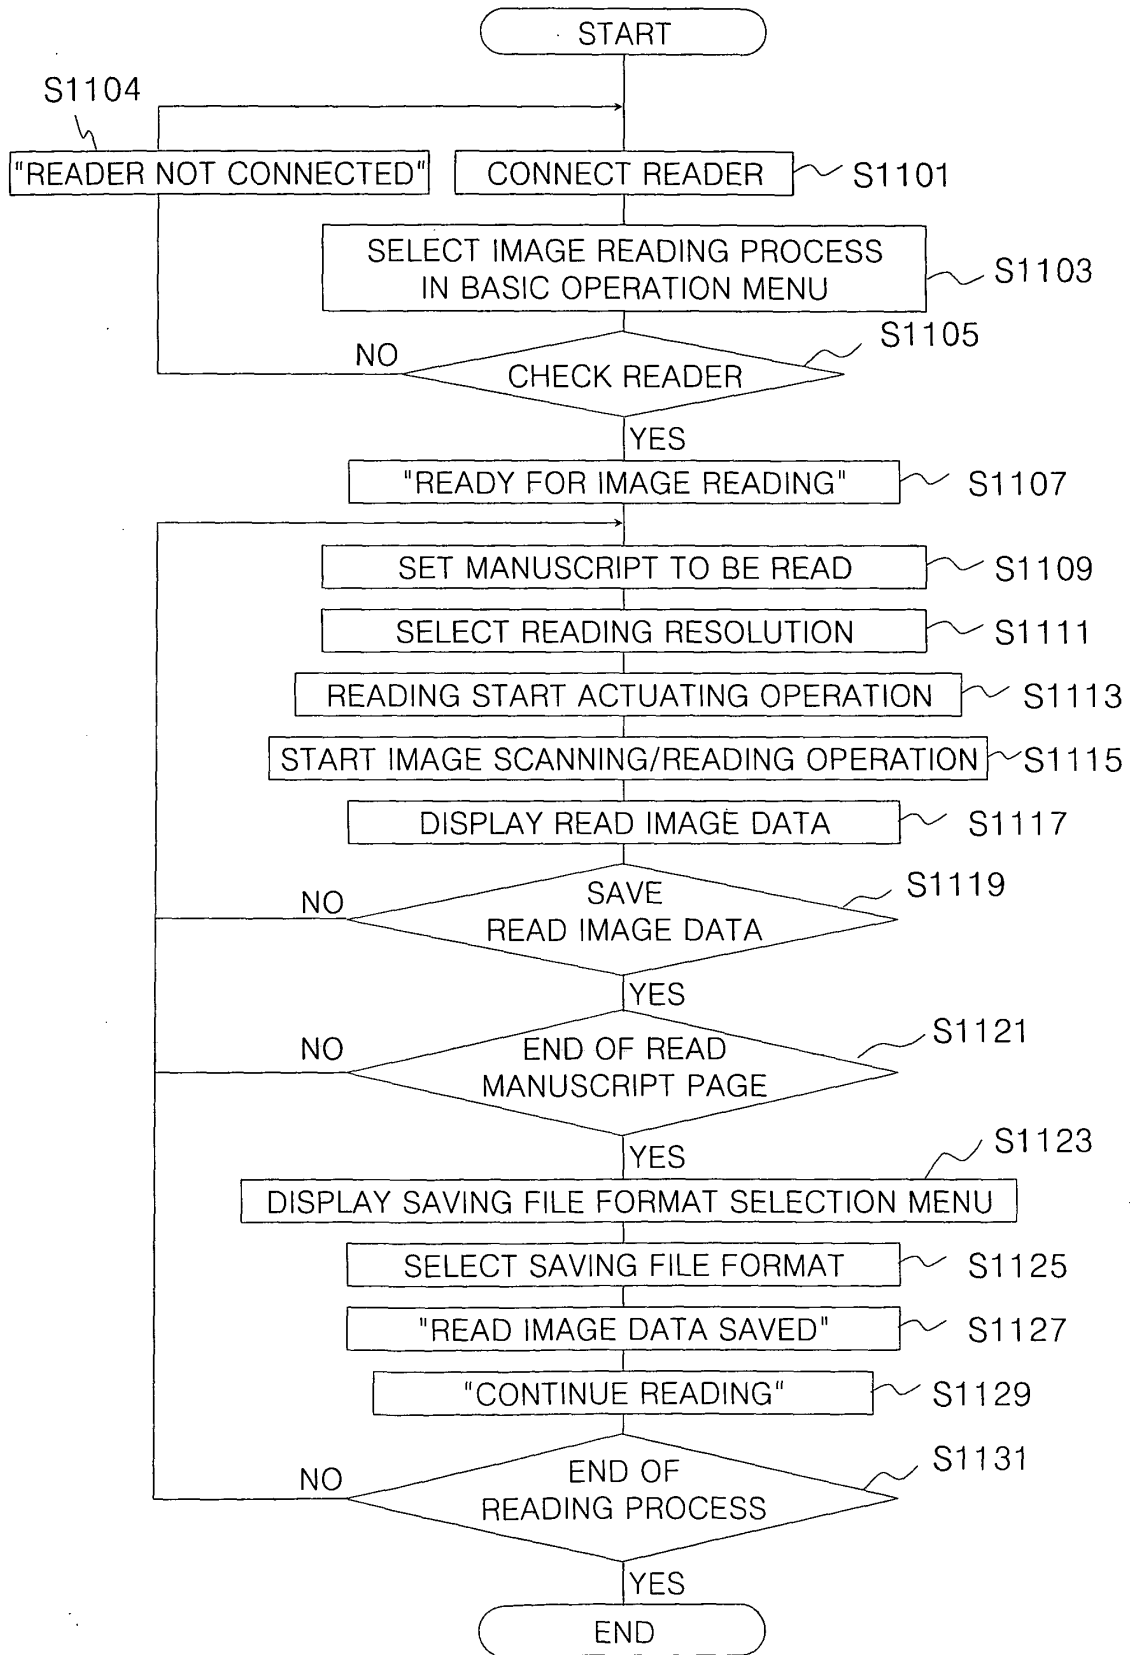 START
S1104
"READER NOT CONNECTED"
CONNECT READER
S1101
SELECT IMAGE READING PROCESS
IN BASIC OPERATION MENU
S1103
S1105
NO
CHECK READER
YES
"READY FOR IMAGE READING"
S1107
SET MANUSCRIPT TO BE READ
S1109
SELECT READING RESOLUTION
S1111
READING START ACTUATING OPERATION
S1113
START IMAGE SCANNING/READING OPERATION
S1115
DISPLAY READ IMAGE DATA
S1117
S1119
NO
SAVE
READ IMAGE DATA
YES
S1121
NO
END OF READ
MANUSCRIPT PAGE
YES
S1123
DISPLAY SAVING FILE FORMAT SELECTION MENU
SELECT SAVING FILE FORMAT
S1125
"READ IMAGE DATA SAVED"
S1127
"CONTINUE READING"
S1129
S1131
NO
END OF
READING PROCESS
YES
END